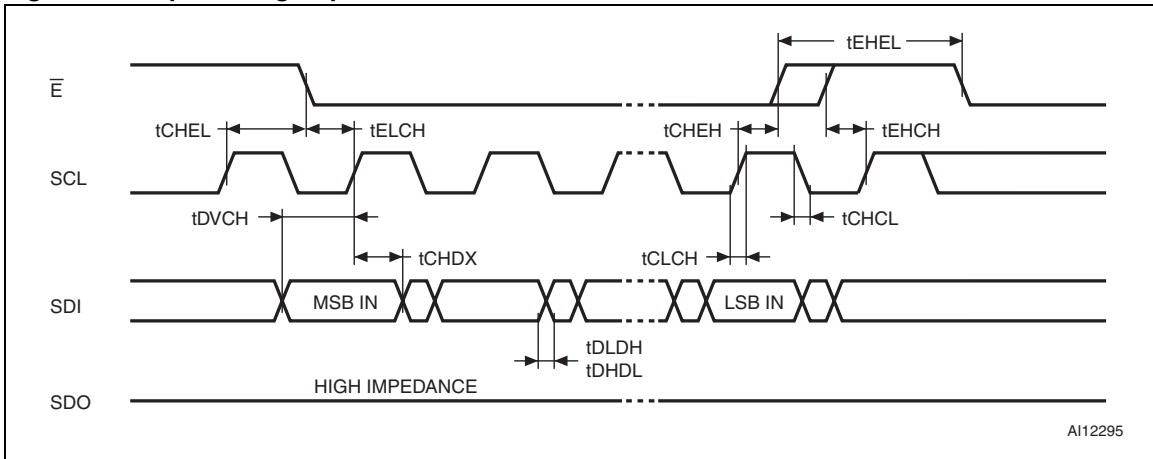 tEHEL
E
tCHEL
tELCH
tCHEH
tEHCH
SCL
tDVCH
tCHCL
tCHDX
tCLCH
SDI
MSB IN
LSB IN
tDLDH
tDHDL
HIGH IMPEDANCE
SDO
AI12295